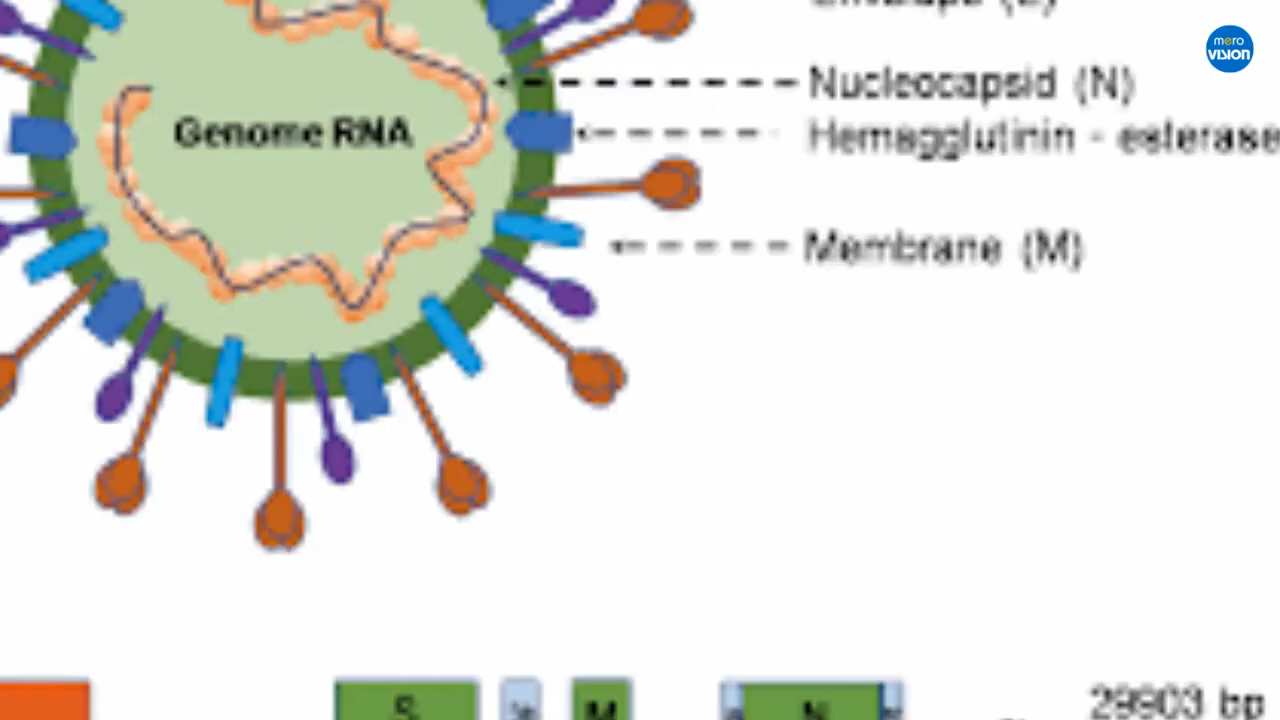 mero
VISION
Nucleocapsid (N)
Genome RNA
Hemagglutinin - esterase
Membrane (M)
S
M
N
29903 bp